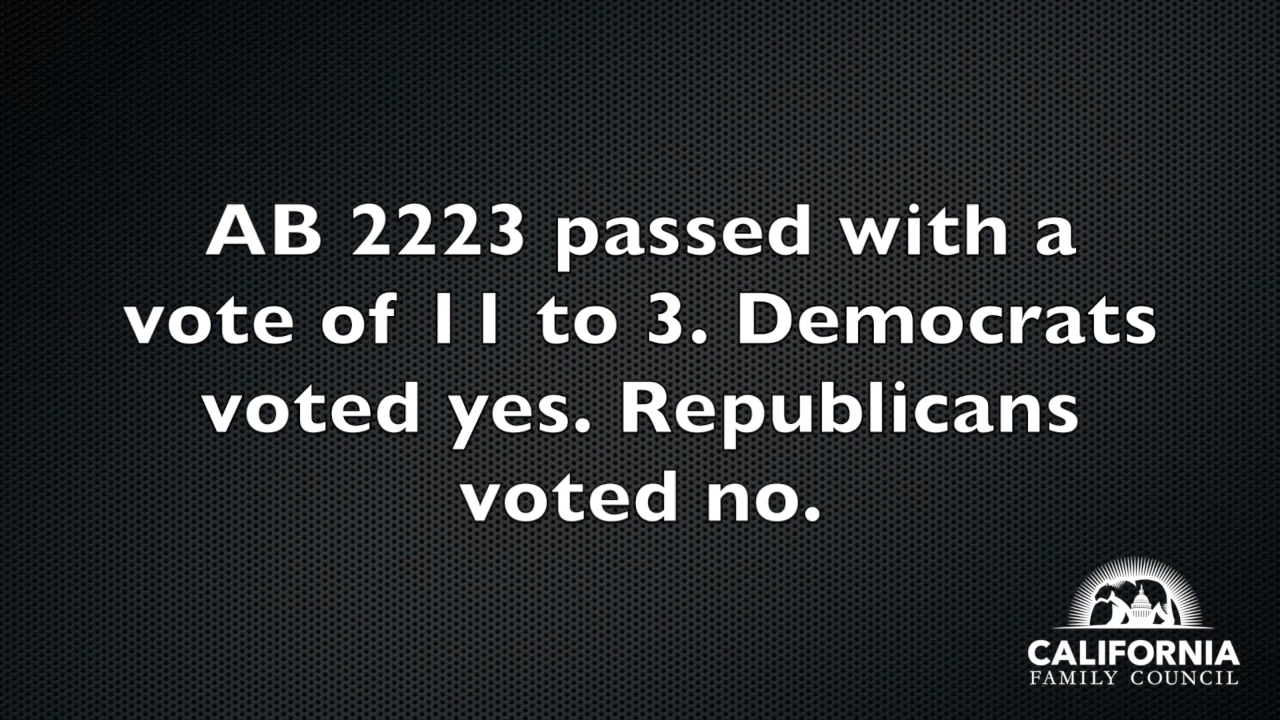 AB 2223 passed with a
vote of 11 to 3. Democrats
voted yes. Republicans
voted no.
CALIFORNIA
FAMILY COUNCIL